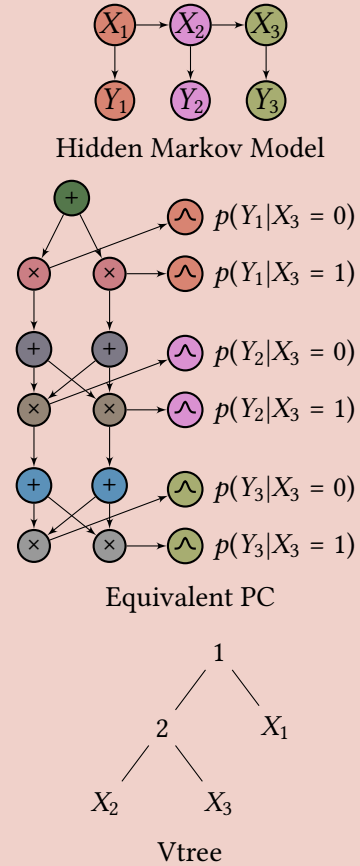 X₁ X₂ X₃
Y₁ Y₂ Y₃
Hidden Markov Model
+
p(Y₁|X₃ = 0)
× × p(Y₁|X₃ = 1)
+ +
p(Y₂|X₃ = 0)
× × p(Y₂|X₃ = 1)
+ +
p(Y₃|X₃ = 0)
× × p(Y₃|X₃ = 1)
Equivalent PC
1
2 X₁
X₂ X₃
Vtree